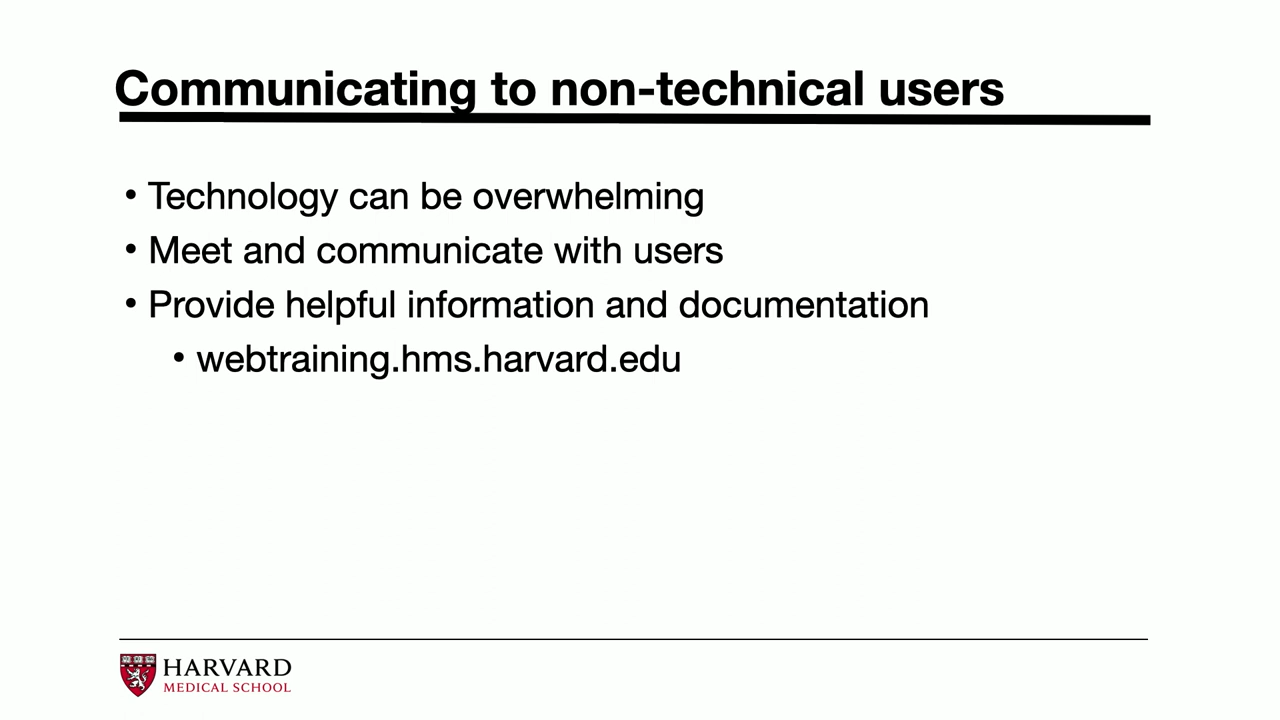 Communicating to non-technical users
• Technology can be overwhelming
• Meet and communicate with users
• Provide helpful information and documentation
• webtraining.hms.harvard.edu
HARVARD
MEDICAL SCHOOL